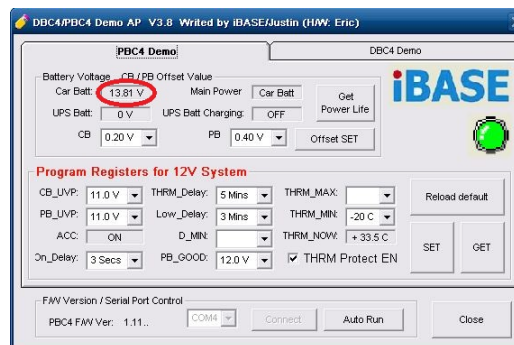 DBC4/PBC4 Demo AP V3.8 Writed by iBASE/Justin (H/W: Eric)
PBC4 Demo
DBC4 Demo
Battery Voltage CB / PB Offset Value
Car Batt: 13.81 V Main Power Car Batt Get Power Life
UPS Batt: 0 V UPS Batt Charging: OFF
CB 0.20 V PB 0.40 V Offset SET
iBASE
Program Registers for 12V System
CB_UVP: 11.0 V THRM_Delay: 5 Mins THRM_MAX: Reload default
PB_UVP: 11.0 V Low_Delay: 3 Mins THRM_MIN: -20 C
ACC: ON D_MIN: THRM_NOW: + 33.5 C SET GET
On_Delay: 3 Secs PB_GOOD: 12.0 V THRM Protect EN
F/W Version / Serial Port Control
PBC4 F/W Ver: 1.11.. COM4 Connect Auto Run Close